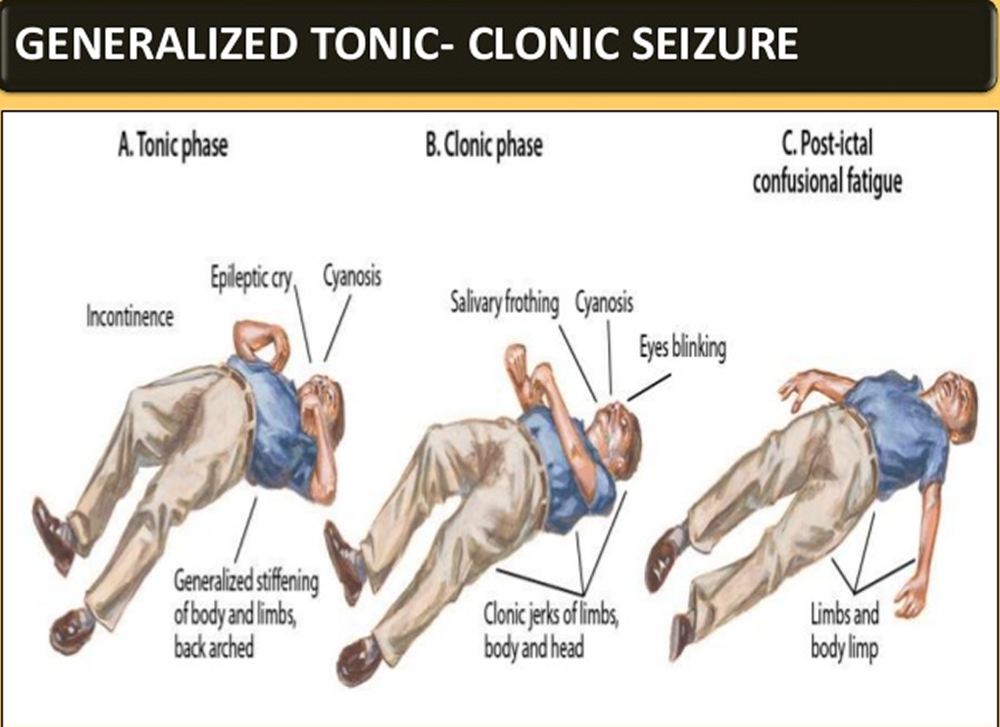 GENERALIZED TONIC- CLONIC SEIZURE
A. Tonic phase
Incontinence
Epileptic cry
Cyanosis
Generalized stiffening
of body and limbs,
back arched
B. Clonic phase
Salivary frothing
Cyanosis
Eyes blinking
Clonic jerks of limbs,
body and head
C. Post-ictal
confusional fatigue
Limbs and
body limp